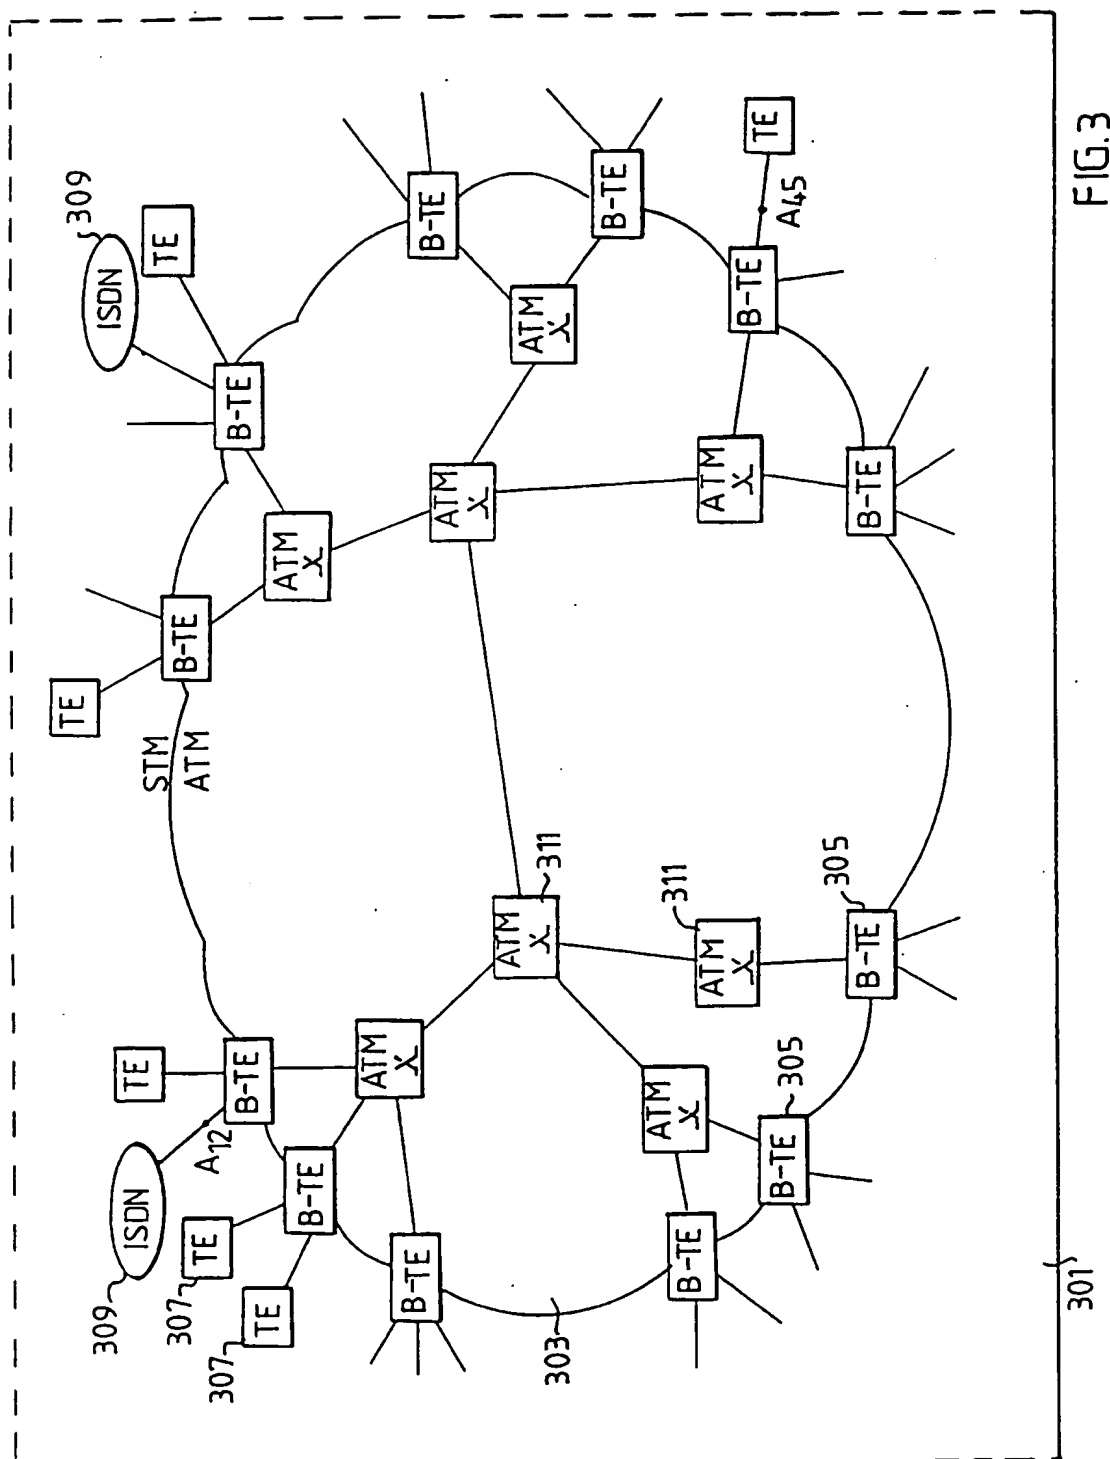 309
ISDN
TE
TE
309
ISDN
TE
STM
ATM
307
TE
A12
B-TE
B-TE
B-TE
307
TE
B-TE
ATM
X
ATM
X
B-TE
B-TE
ATM
X
ATM
X
311
ATM
X
303
B-TE
B-TE
ATM
X
311
ATM
X
ATM
X
B-TE
TE
A45
B-TE
305
305
B-TE
B-TE
301
FIG.3